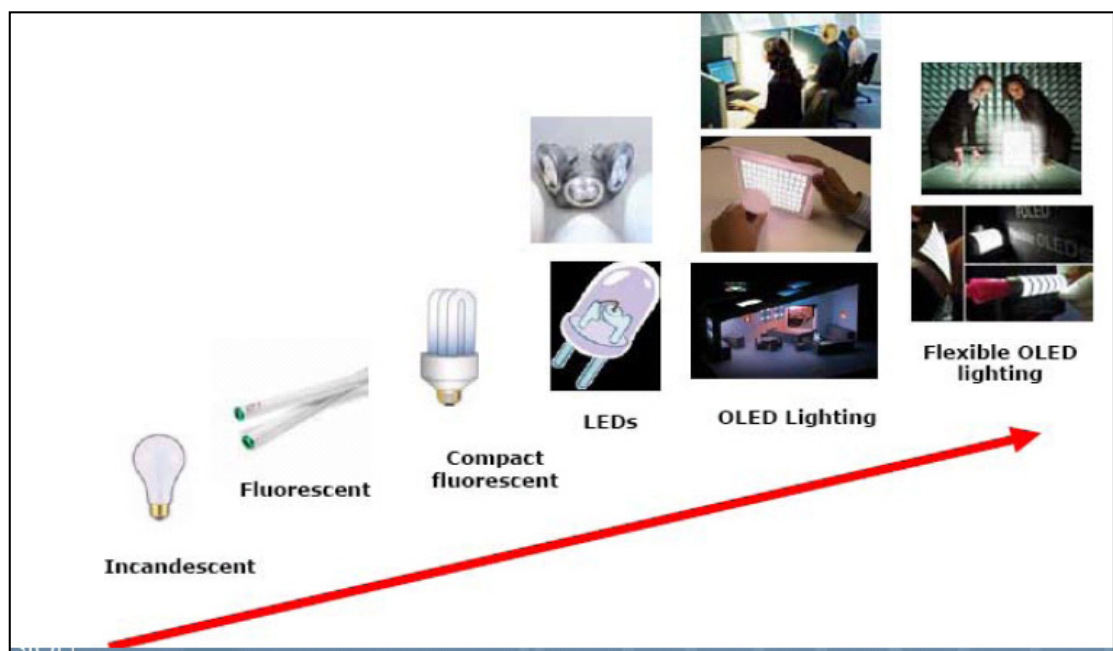 Incandescent
Fluorescent
Compact
fluorescent
LEDs
OLED Lighting
Flexible OLED
lighting